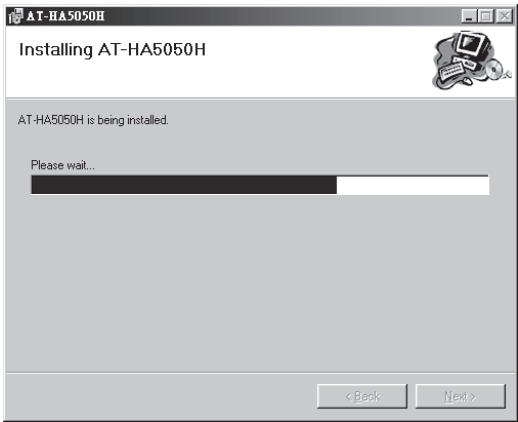 AT-HA5050H
Installing AT-HA5050H
AT-HA5050H is being installed.
Please wait...
< Back
Next >